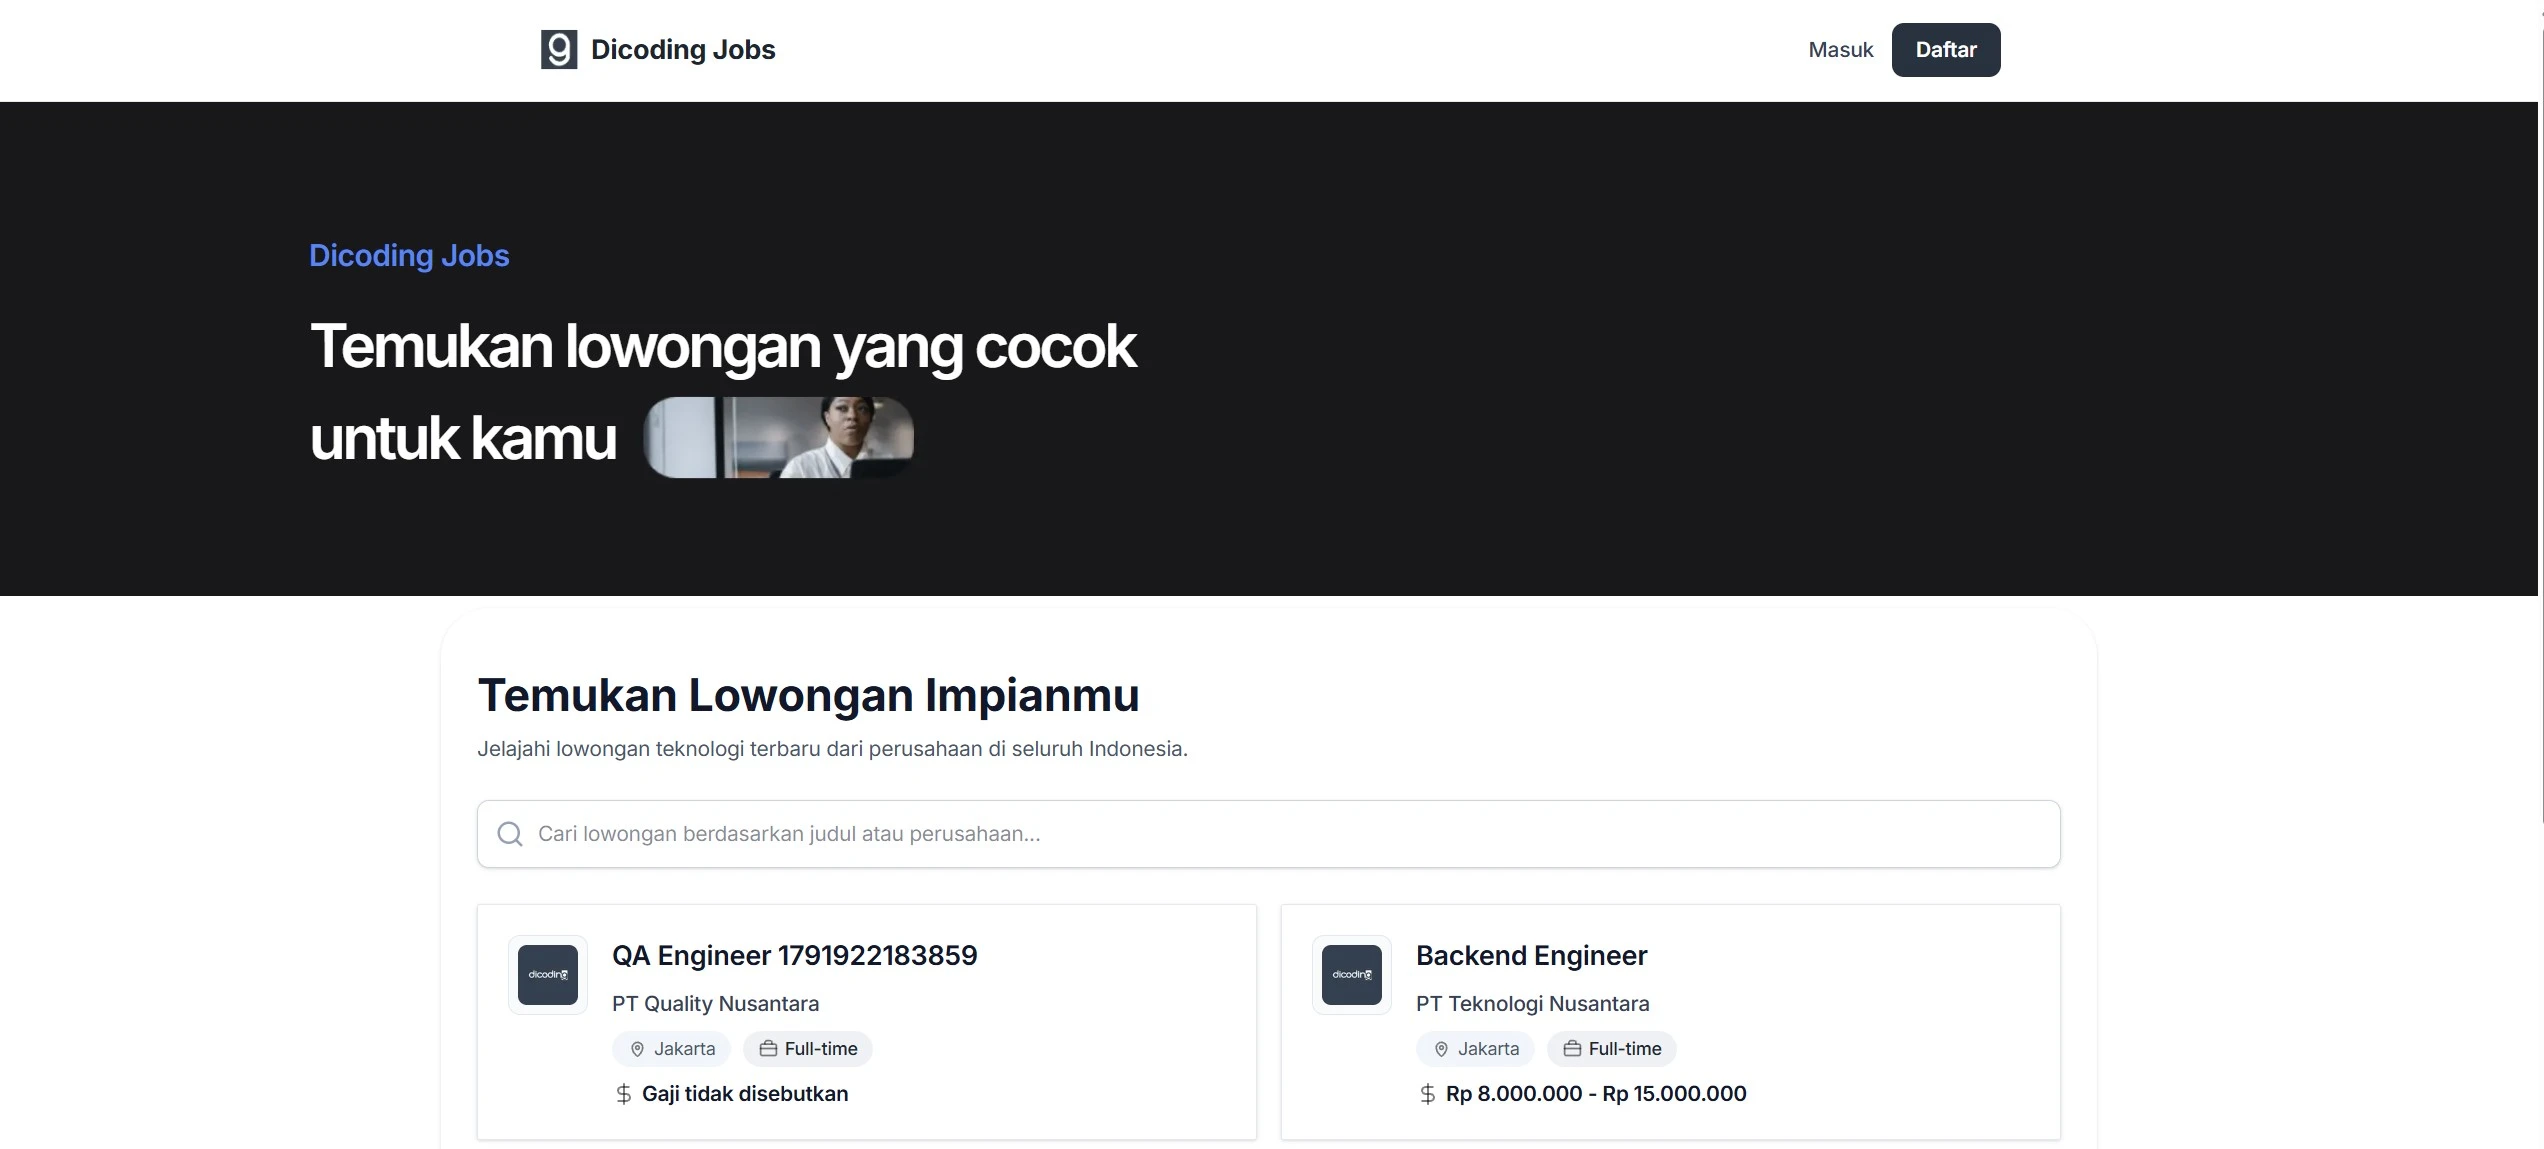 Dicoding Jobs
Masuk
Daftar
Dicoding Jobs
Temukan lowongan yang cocok
untuk kamu
Temukan Lowongan Impianmu
Jelajahi lowongan teknologi terbaru dari perusahaan di seluruh Indonesia.
Cari lowongan berdasarkan judul atau perusahaan...
dicoding
QA Engineer 1791922183859
PT Quality Nusantara
Jakarta
Full-time
$ Gaji tidak disebutkan
dicoding
Backend Engineer
PT Teknologi Nusantara
Jakarta
Full-time
$ Rp 8.000.000 - Rp 15.000.000